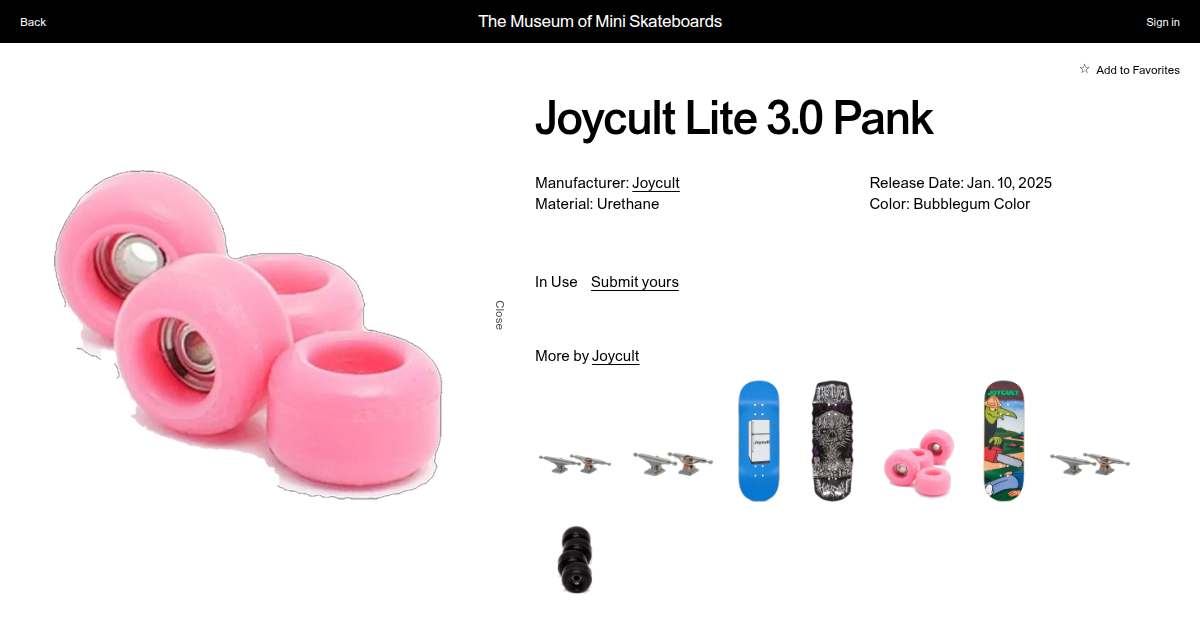 Back
The Museum of Mini Skateboards
Sign in
☆ Add to Favorites
Joycult Lite 3.0 Pank
Manufacturer: Joycult
Material: Urethane
Release Date: Jan. 10, 2025
Color: Bubblegum Color
In Use Submit yours
Close
More by Joycult
Joycult
JOYCULT